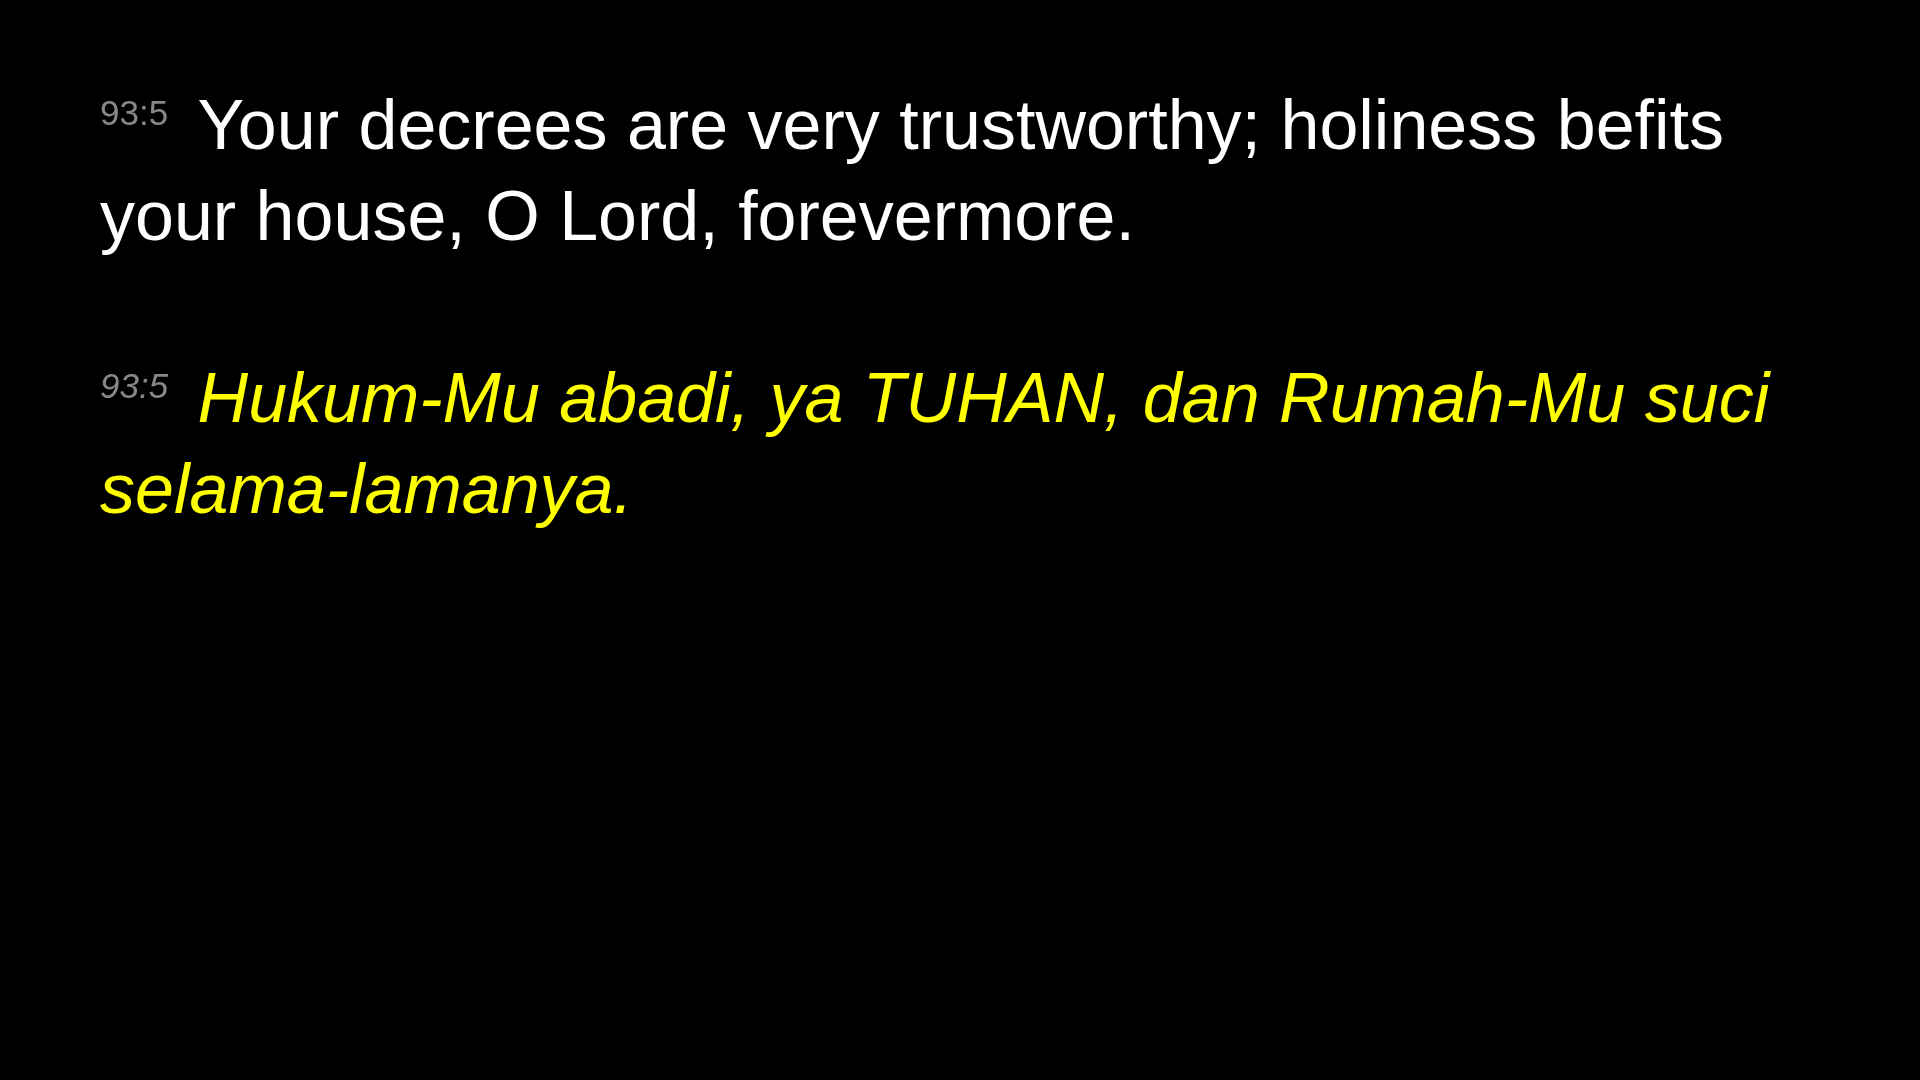 93:5 Your decrees are very trustworthy; holiness befits
your house, O Lord, forevermore.
93:5 Hukum-Mu abadi, ya TUHAN, dan Rumah-Mu suci
selama-lamanya.